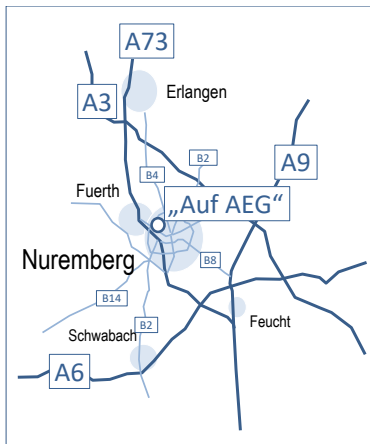 A73
Erlangen
A3
B2
A9
B4
Fuerth
„Auf AEG“
Nuremberg
B8
B14
Feucht
B2
Schwabach
A6